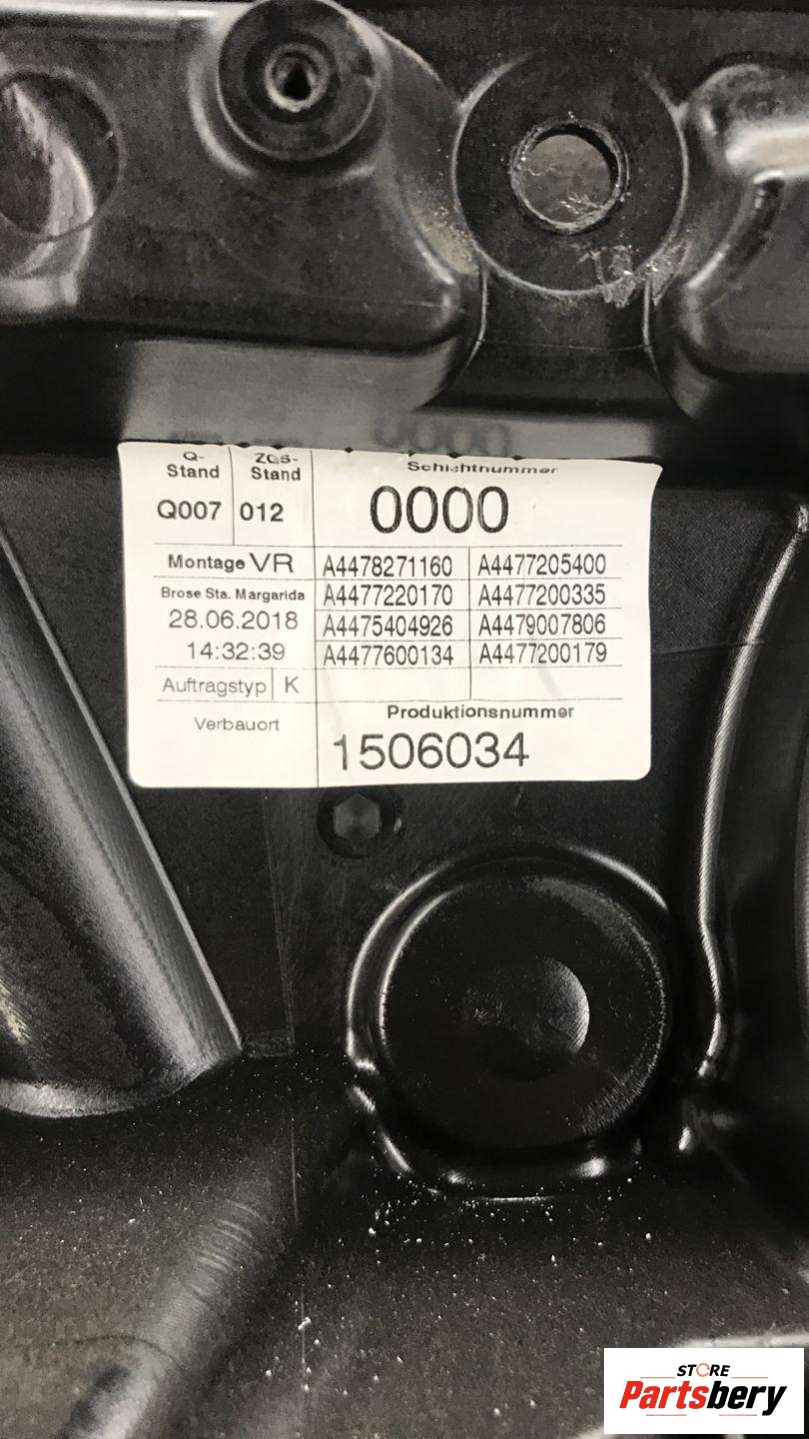 Q-Stand ZGS-Stand Schichtnummer
Q007 012 0000
Montage VR A4478271160 A4477205400
Brose Sta. Margarida A4477220170 A4477200335
28.06.2018 A4475404926 A4479007806
14:32:39 A4477600134 A4477200179
Auftragstyp K
Verbauort Produktionsnummer
1506034
STORE
Partsbery